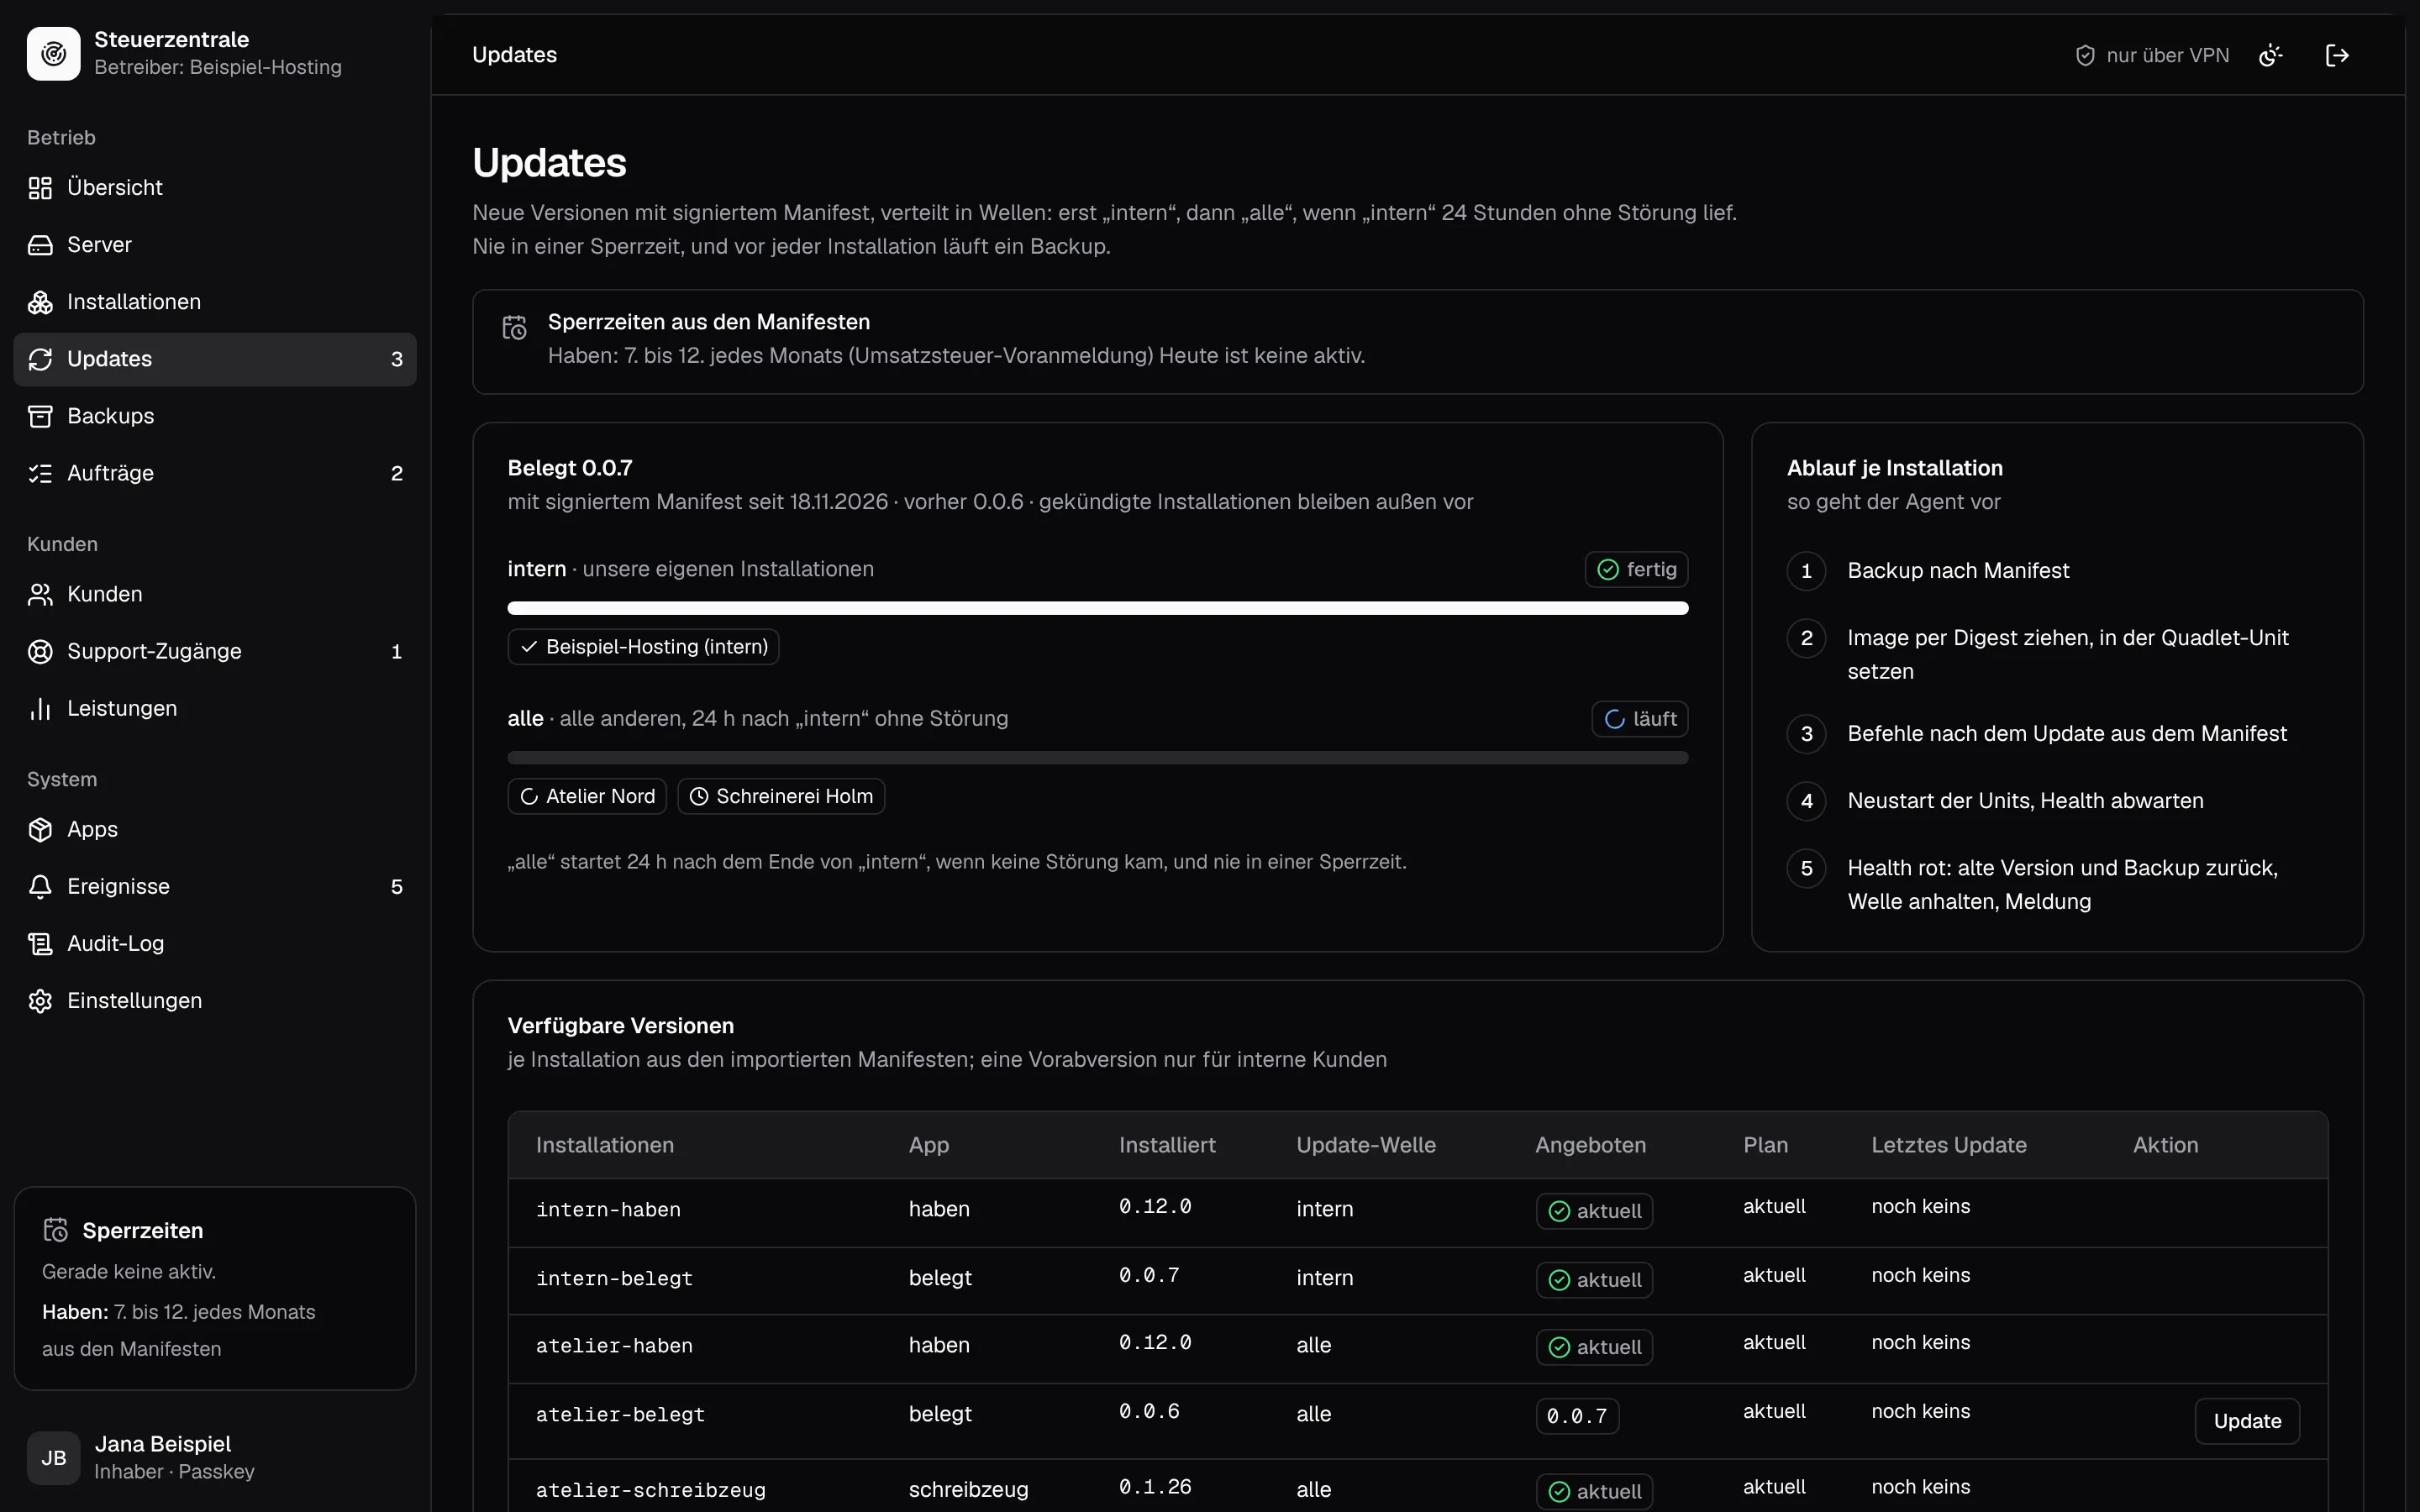 Steuerzentrale
Betreiber: Beispiel-Hosting
Betrieb
Übersicht
Server
Installationen
Updates 3
Backups
Aufträge 2
Kunden
Kunden
Support-Zugänge 1
Leistungen
System
Apps
Ereignisse 5
Audit-Log
Einstellungen
Sperrzeiten
Gerade keine aktiv.
Haben: 7. bis 12. jedes Monats
aus den Manifesten
JB
Jana Beispiel
Inhaber · Passkey
Updates
nur über VPN
Updates
Neue Versionen mit signiertem Manifest, verteilt in Wellen: erst „intern“, dann „alle“, wenn „intern“ 24 Stunden ohne Störung lief.
Nie in einer Sperrzeit, und vor jeder Installation läuft ein Backup.
Sperrzeiten aus den Manifesten
Haben: 7. bis 12. jedes Monats (Umsatzsteuer-Voranmeldung) Heute ist keine aktiv.
Belegt 0.0.7
mit signiertem Manifest seit 18.11.2026 · vorher 0.0.6 · gekündigte Installationen bleiben außen vor
intern · unsere eigenen Installationen
fertig
Beispiel-Hosting (intern)
alle · alle anderen, 24 h nach „intern“ ohne Störung
läuft
Atelier Nord
Schreinerei Holm
„alle“ startet 24 h nach dem Ende von „intern“, wenn keine Störung kam, und nie in einer Sperrzeit.
Ablauf je Installation
so geht der Agent vor
1 Backup nach Manifest
2 Image per Digest ziehen, in der Quadlet-Unit
setzen
3 Befehle nach dem Update aus dem Manifest
4 Neustart der Units, Health abwarten
5 Health rot: alte Version und Backup zurück,
Welle anhalten, Meldung
Verfügbare Versionen
je Installation aus den importierten Manifesten; eine Vorabversion nur für interne Kunden
Installationen App Installiert Update-Welle Angeboten Plan Letztes Update Aktion
intern-haben haben 0.12.0 intern aktuell aktuell noch keins
intern-belegt belegt 0.0.7 intern aktuell aktuell noch keins
atelier-haben haben 0.12.0 alle aktuell aktuell noch keins
atelier-belegt belegt 0.0.6 alle 0.0.7 aktuell noch keins Update
atelier-schreibzeug schreibzeug 0.1.26 alle aktuell aktuell noch keins